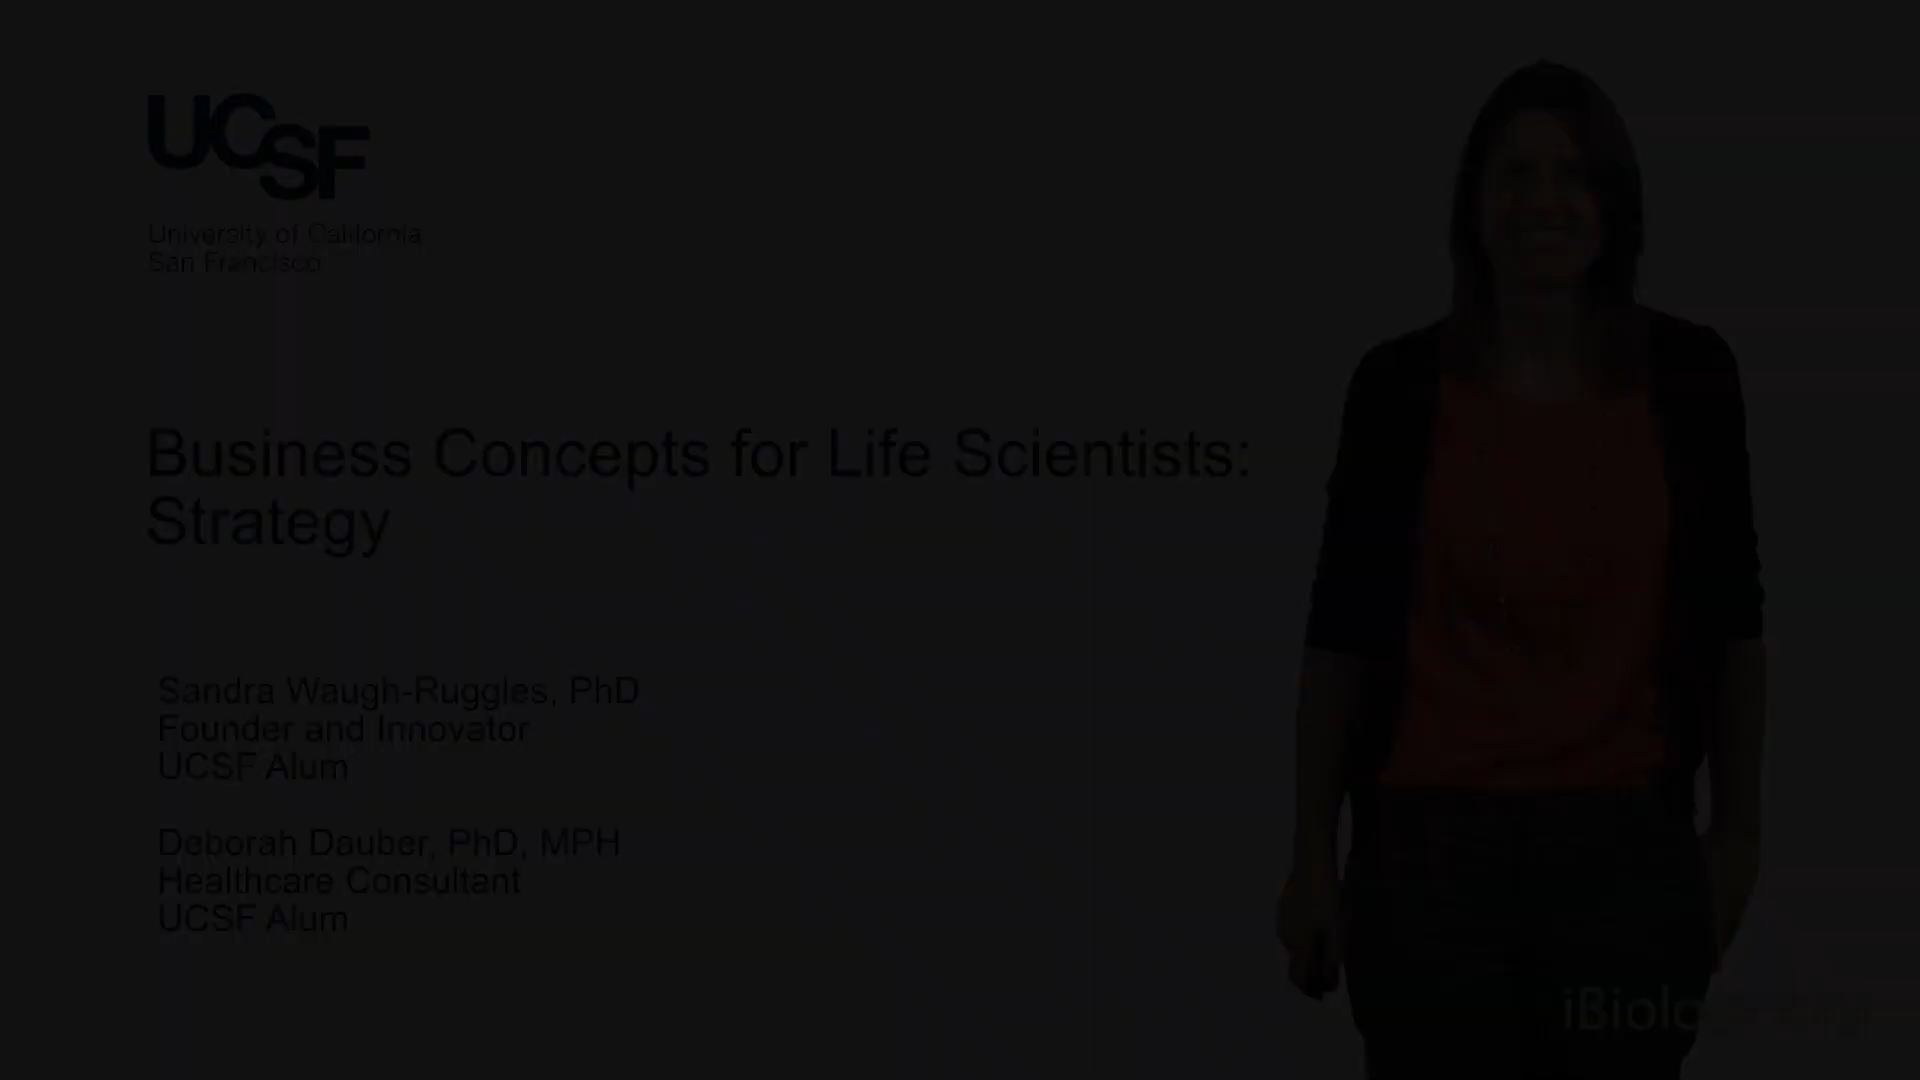 UCSF
University of California
San Francisco
Business Concepts for Life Scientists:
Strategy
Sandra Waugh-Ruggles, PhD
Founder and Innovator
UCSF Alum
Deborah Dauber, PhD, MPH
Healthcare Consultant
UCSF Alum